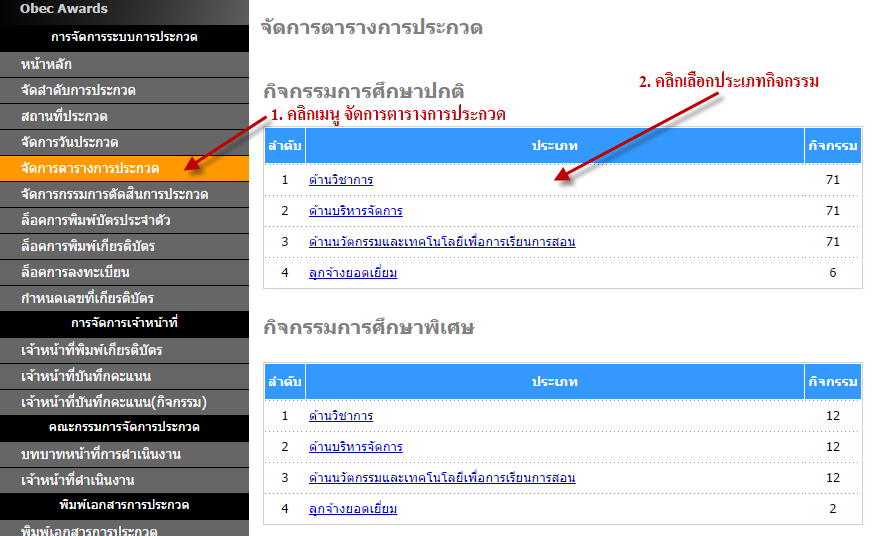 Obec Awards
การจัดการระบบการประกวด
หน้าหลัก
จัดลำดับการประกวด
สถานที่ประกวด
จัดการวันประกวด
จัดการตารางการประกวด
จัดการกรรมการตัดสินการประกวด
ล็อคการพิมพ์บัตรประจำตัว
ล็อคการพิมพ์เกียรติบัตร
ล็อคการลงทะเบียน
กำหนดเลขที่เกียรติบัตร
การจัดการเจ้าหน้าที่
เจ้าหน้าที่พิมพ์เกียรติบัตร
เจ้าหน้าที่บันทึกคะแนน
เจ้าหน้าที่บันทึกคะแนน(กิจกรรม)
คณะกรรมการจัดการประกวด
บทบาทหน้าที่การดำเนินงาน
เจ้าหน้าที่ดำเนินงาน
พิมพ์เอกสารการประกวด
พิมพ์เอกสารการประกวด
จัดการตารางการประกวด
กิจกรรมการศึกษาปกติ
2. คลิกเลือกประเภทกิจกรรม
1. คลิกเมนู จัดการตารางการประกวด
ลำดับ ประเภท กิจกรรม
1 ด้านวิชาการ 71
2 ด้านบริหารจัดการ 71
3 ด้านนวัตกรรมและเทคโนโลยีเพื่อการเรียนการสอน 71
4 ลูกจ้างยอดเยี่ยม 6
กิจกรรมการศึกษาพิเศษ
ลำดับ ประเภท กิจกรรม
1 ด้านวิชาการ 12
2 ด้านบริหารจัดการ 12
3 ด้านนวัตกรรมและเทคโนโลยีเพื่อการเรียนการสอน 12
4 ลูกจ้างยอดเยี่ยม 2